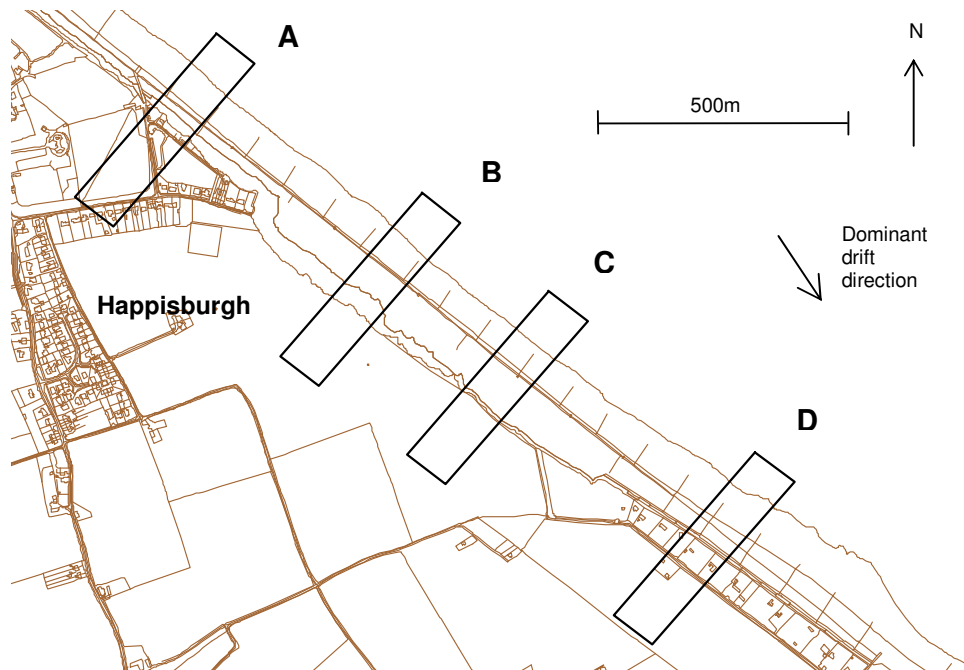 A
N
500m
B
Dominant
drift
direction
C
Happisburgh
D